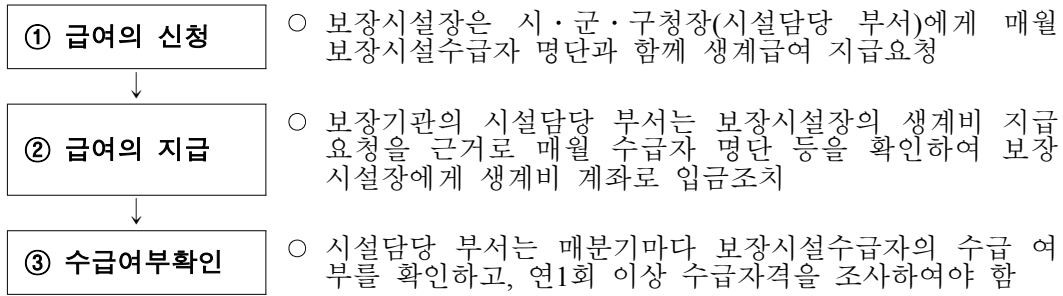 ① 급여의 신청
○ 보장시설장은 시・군・구청장(시설담당 부서)에게 매월
보장시설수급자 명단과 함께 생계급여 지급요청
② 급여의 지급
○ 보장기관의 시설담당 부서는 보장시설장의 생계비 지급
요청을 근거로 매월 수급자 명단 등을 확인하여 보장
시설장에게 생계비 계좌로 입금조치
③ 수급여부확인
○ 시설담당 부서는 매분기마다 보장시설수급자의 수급 여
부를 확인하고, 연1회 이상 수급자격을 조사하여야 함